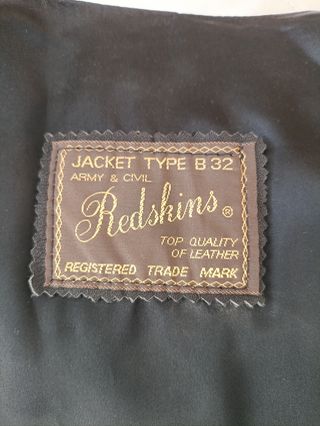 JACKET TYPE B 32
ARMY & CIVIL
Redskins ®
TOP QUALITY
OF LEATHER
REGISTERED TRADE MARK